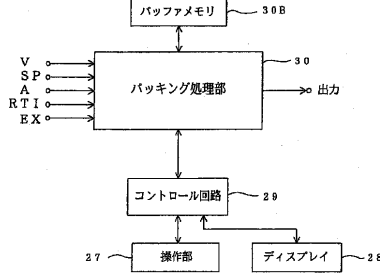 バッファメモリ
30B
V
SP
A
RTI
EX
30
パッキング処理部
出力
コントロール回路
29
27
操作部
ディスプレイ
28